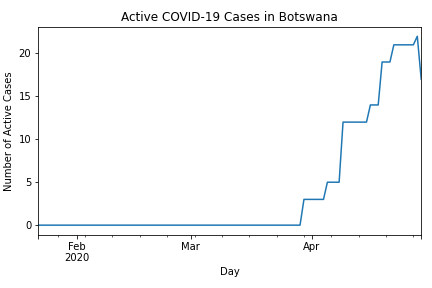 Active COVID-19 Cases in Botswana
Number of Active Cases
20
15
10
5
0
Feb
2020
Mar
Apr
Day